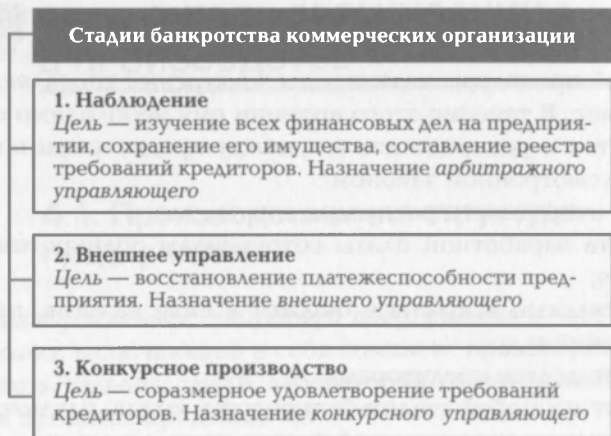 Стадии банкротства коммерческих организации
1. Наблюдение
Цель — изучение всех финансовых дел на предприя-
тии, сохранение его имущества, составление реестра
требований кредиторов. Назначение арбитражного
управляющего
2. Внешнее управление
Цель — восстановление платежеспособности пред-
приятия. Назначение внешнего управляющего
3. Конкурсное производство
Цель — соразмерное удовлетворение требований
кредиторов. Назначение конкурсного управляющего